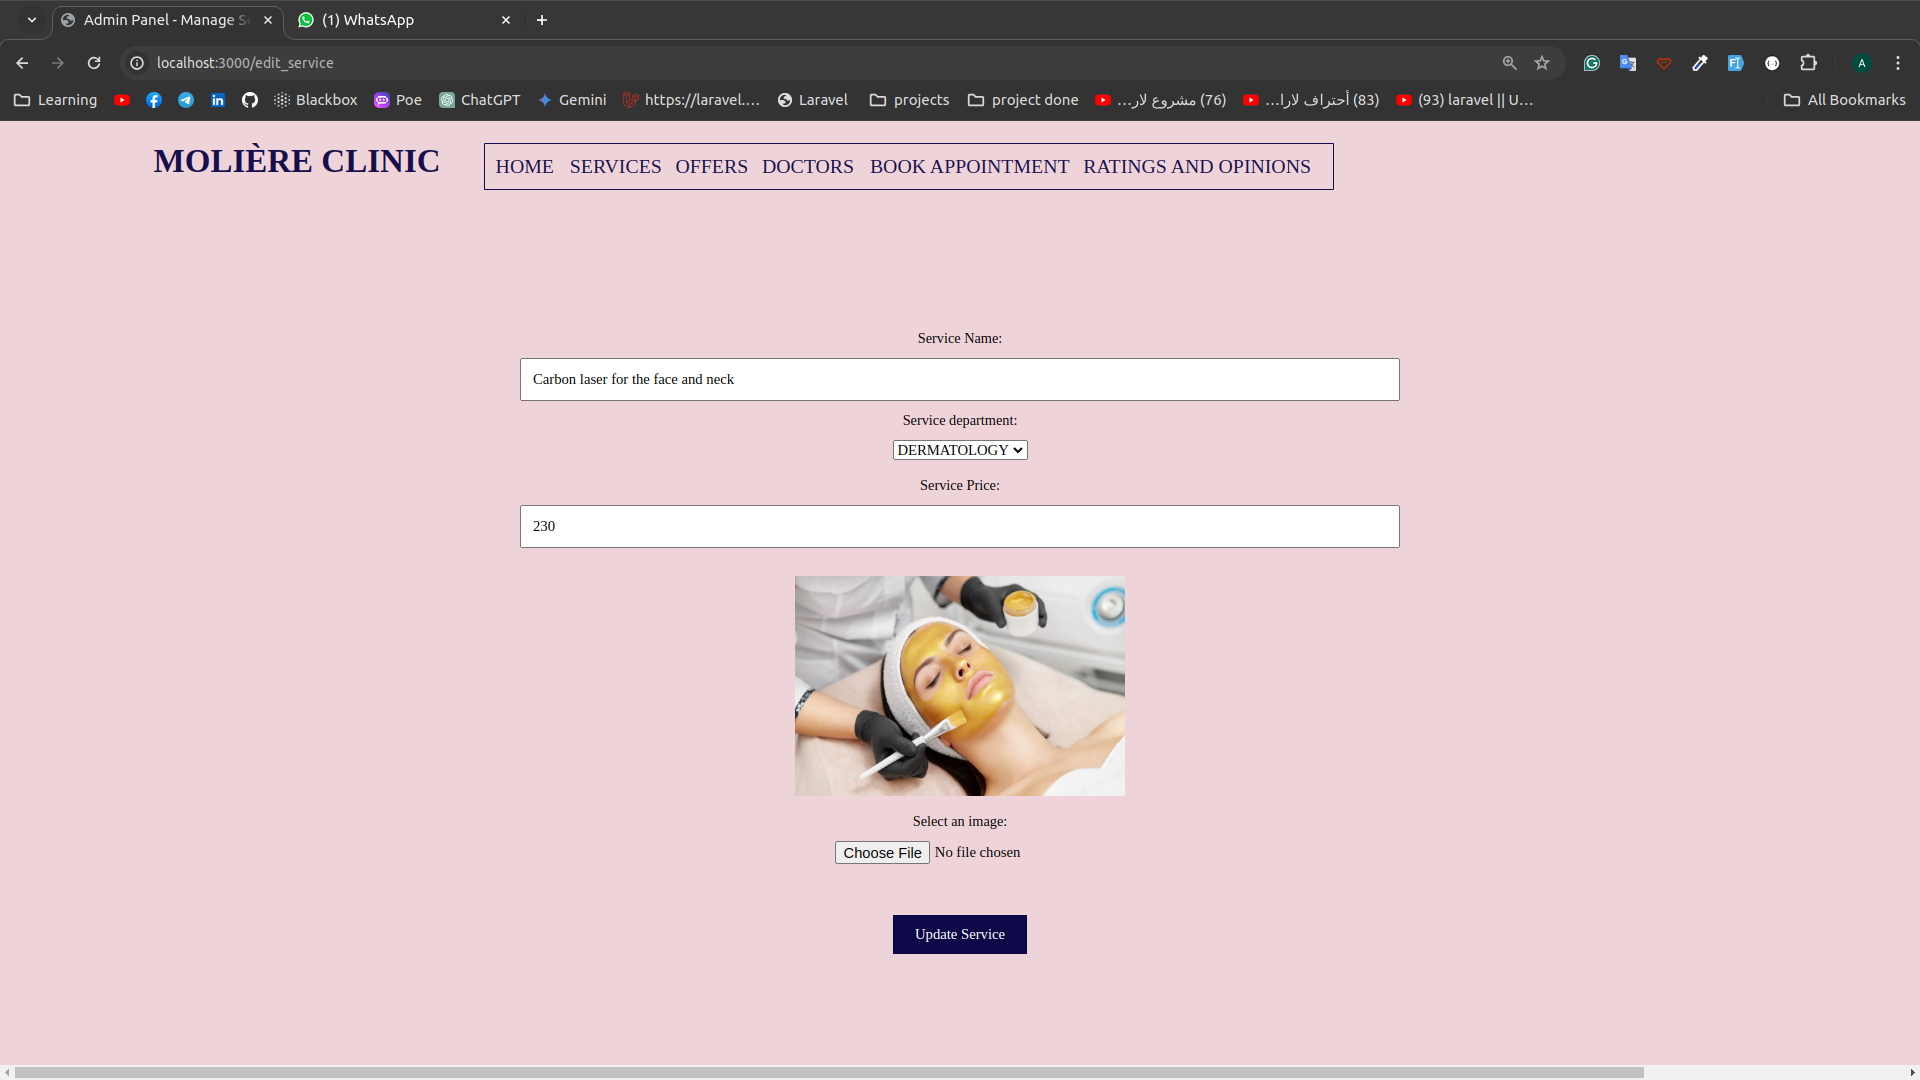 Admin Panel - Manage S
(1) WhatsApp
localhost:3000/edit_service
Learning
Blackbox
Poe
ChatGPT
Gemini
https://laravel....
Laravel
projects
project done
(76) مشروع لار...
(83) أحتراف لارا...
(93) laravel || U...
All Bookmarks
MOLIÈRE CLINIC
HOME SERVICES OFFERS DOCTORS BOOK APPOINTMENT RATINGS AND OPINIONS
Service Name:
Carbon laser for the face and neck
Service department:
DERMATOLOGY
Service Price:
230
Select an image:
Choose File No file chosen
Update Service